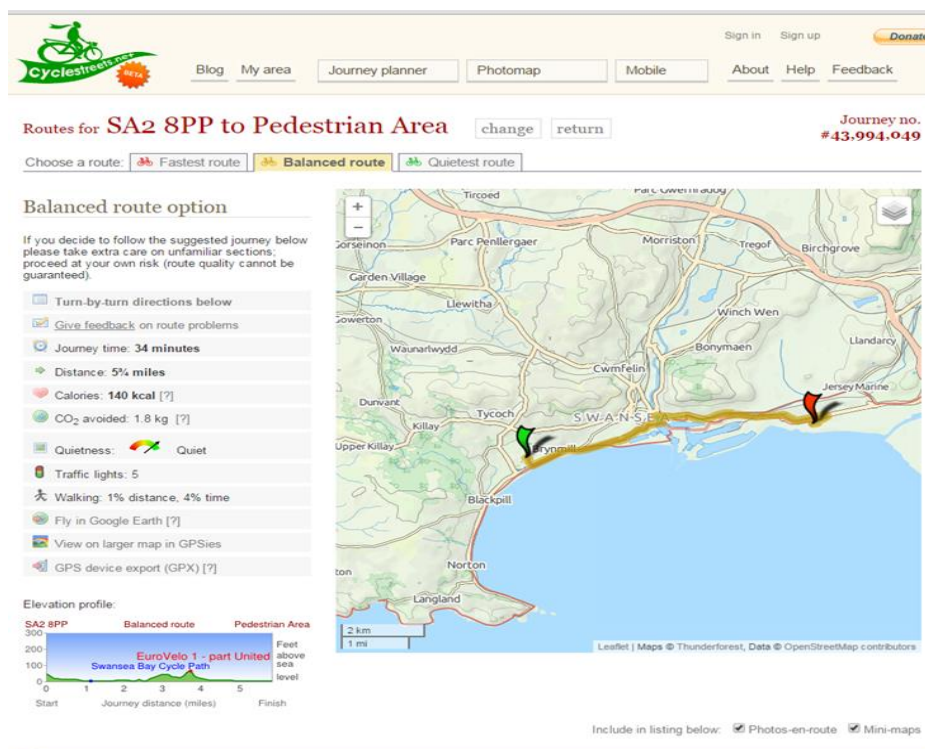 Cyclestreets.net
BETA
Sign in Sign up Donate
Blog My area Journey planner Photomap Mobile About Help Feedback
Routes for SA2 8PP to Pedestrian Area change return
Journey no.
#43,994,049
Choose a route: Fastest route Balanced route Quietest route
Balanced route option
If you decide to follow the suggested journey below
please take extra care on unfamiliar sections;
proceed at your own risk (route quality cannot be
guaranteed).
Turn-by-turn directions below
Give feedback on route problems
Journey time: 34 minutes
Distance: 5¾ miles
Calories: 140 kcal [?]
CO2 avoided: 1.8 kg [?]
Quietness: Quiet
Traffic lights: 5
Walking: 1% distance, 4% time
Fly in Google Earth [?]
View on larger map in GPSies
GPS device export (GPX) [?]
Elevation profile:
SA2 8PP Balanced route Pedestrian Area
300
200
100
0
EuroVelo 1 - part United
Swansea Bay Cycle Path
Feet
above
sea
level
0 1 2 3 4 5
Start Journey distance (miles) Finish
+
−
Tircoed
Parc Gwernfadog
Gorseinon
Parc Penllergaer
Morriston
Tregof
Birchgrove
Garden Village
Llewitha
Gowerton
Winch Wen
Waunarlwydd
Bonymaen
Llandarcy
Cwmfelin
Jersey Marine
Dunvant
Tycoch
SWANSEA
Killay
Upper Killay
Brynmill
Blackpill
Norton
ton
Langland
2 km
1 mi
Leaflet | Maps © Thunderforest, Data © OpenStreetMap contributors
Include in listing below: Photos-en-route Mini-maps